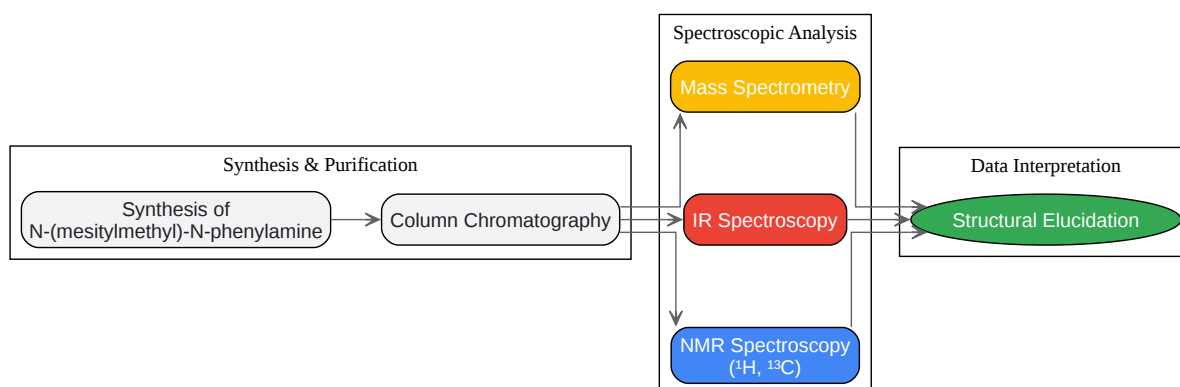 Spectroscopic Analysis
Mass Spectrometry
Synthesis & Purification
Synthesis of
N-(mesitylmethyl)-N-phenylamine
Column Chromatography
IR Spectroscopy
NMR Spectroscopy
(¹H, ¹³C)
Data Interpretation
Structural Elucidation